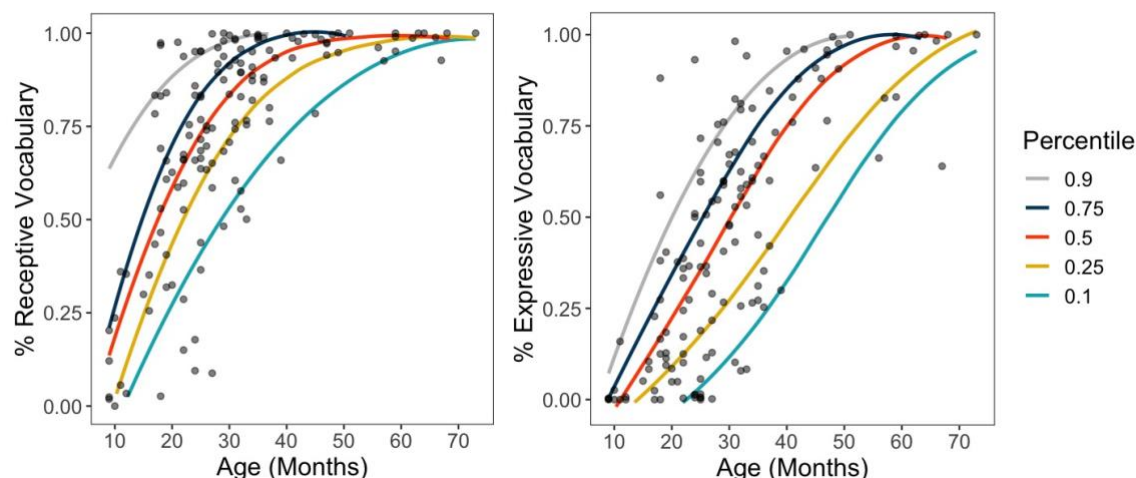 % Receptive Vocabulary
1.00
0.75
0.50
0.25
0.00
10 20 30 40 50 60 70
Age (Months)
% Expressive Vocabulary
1.00
0.75
0.50
0.25
0.00
10 20 30 40 50 60 70
Age (Months)
Percentile
0.9
0.75
0.5
0.25
0.1